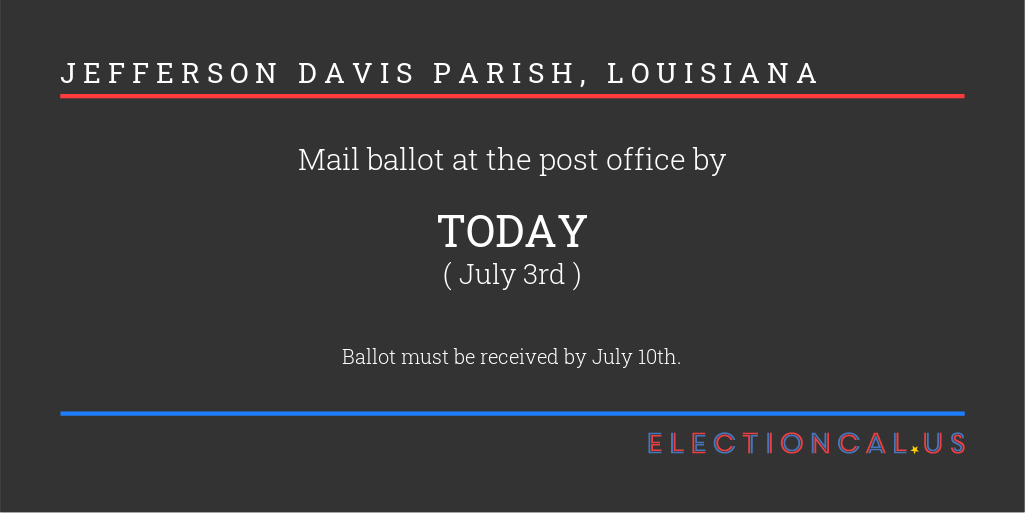 JEFFERSON DAVIS PARISH, LOUISIANA
Mail ballot at the post office by
TODAY
( July 3rd )
Ballot must be received by July 10th.
ELECTIONCAL.US